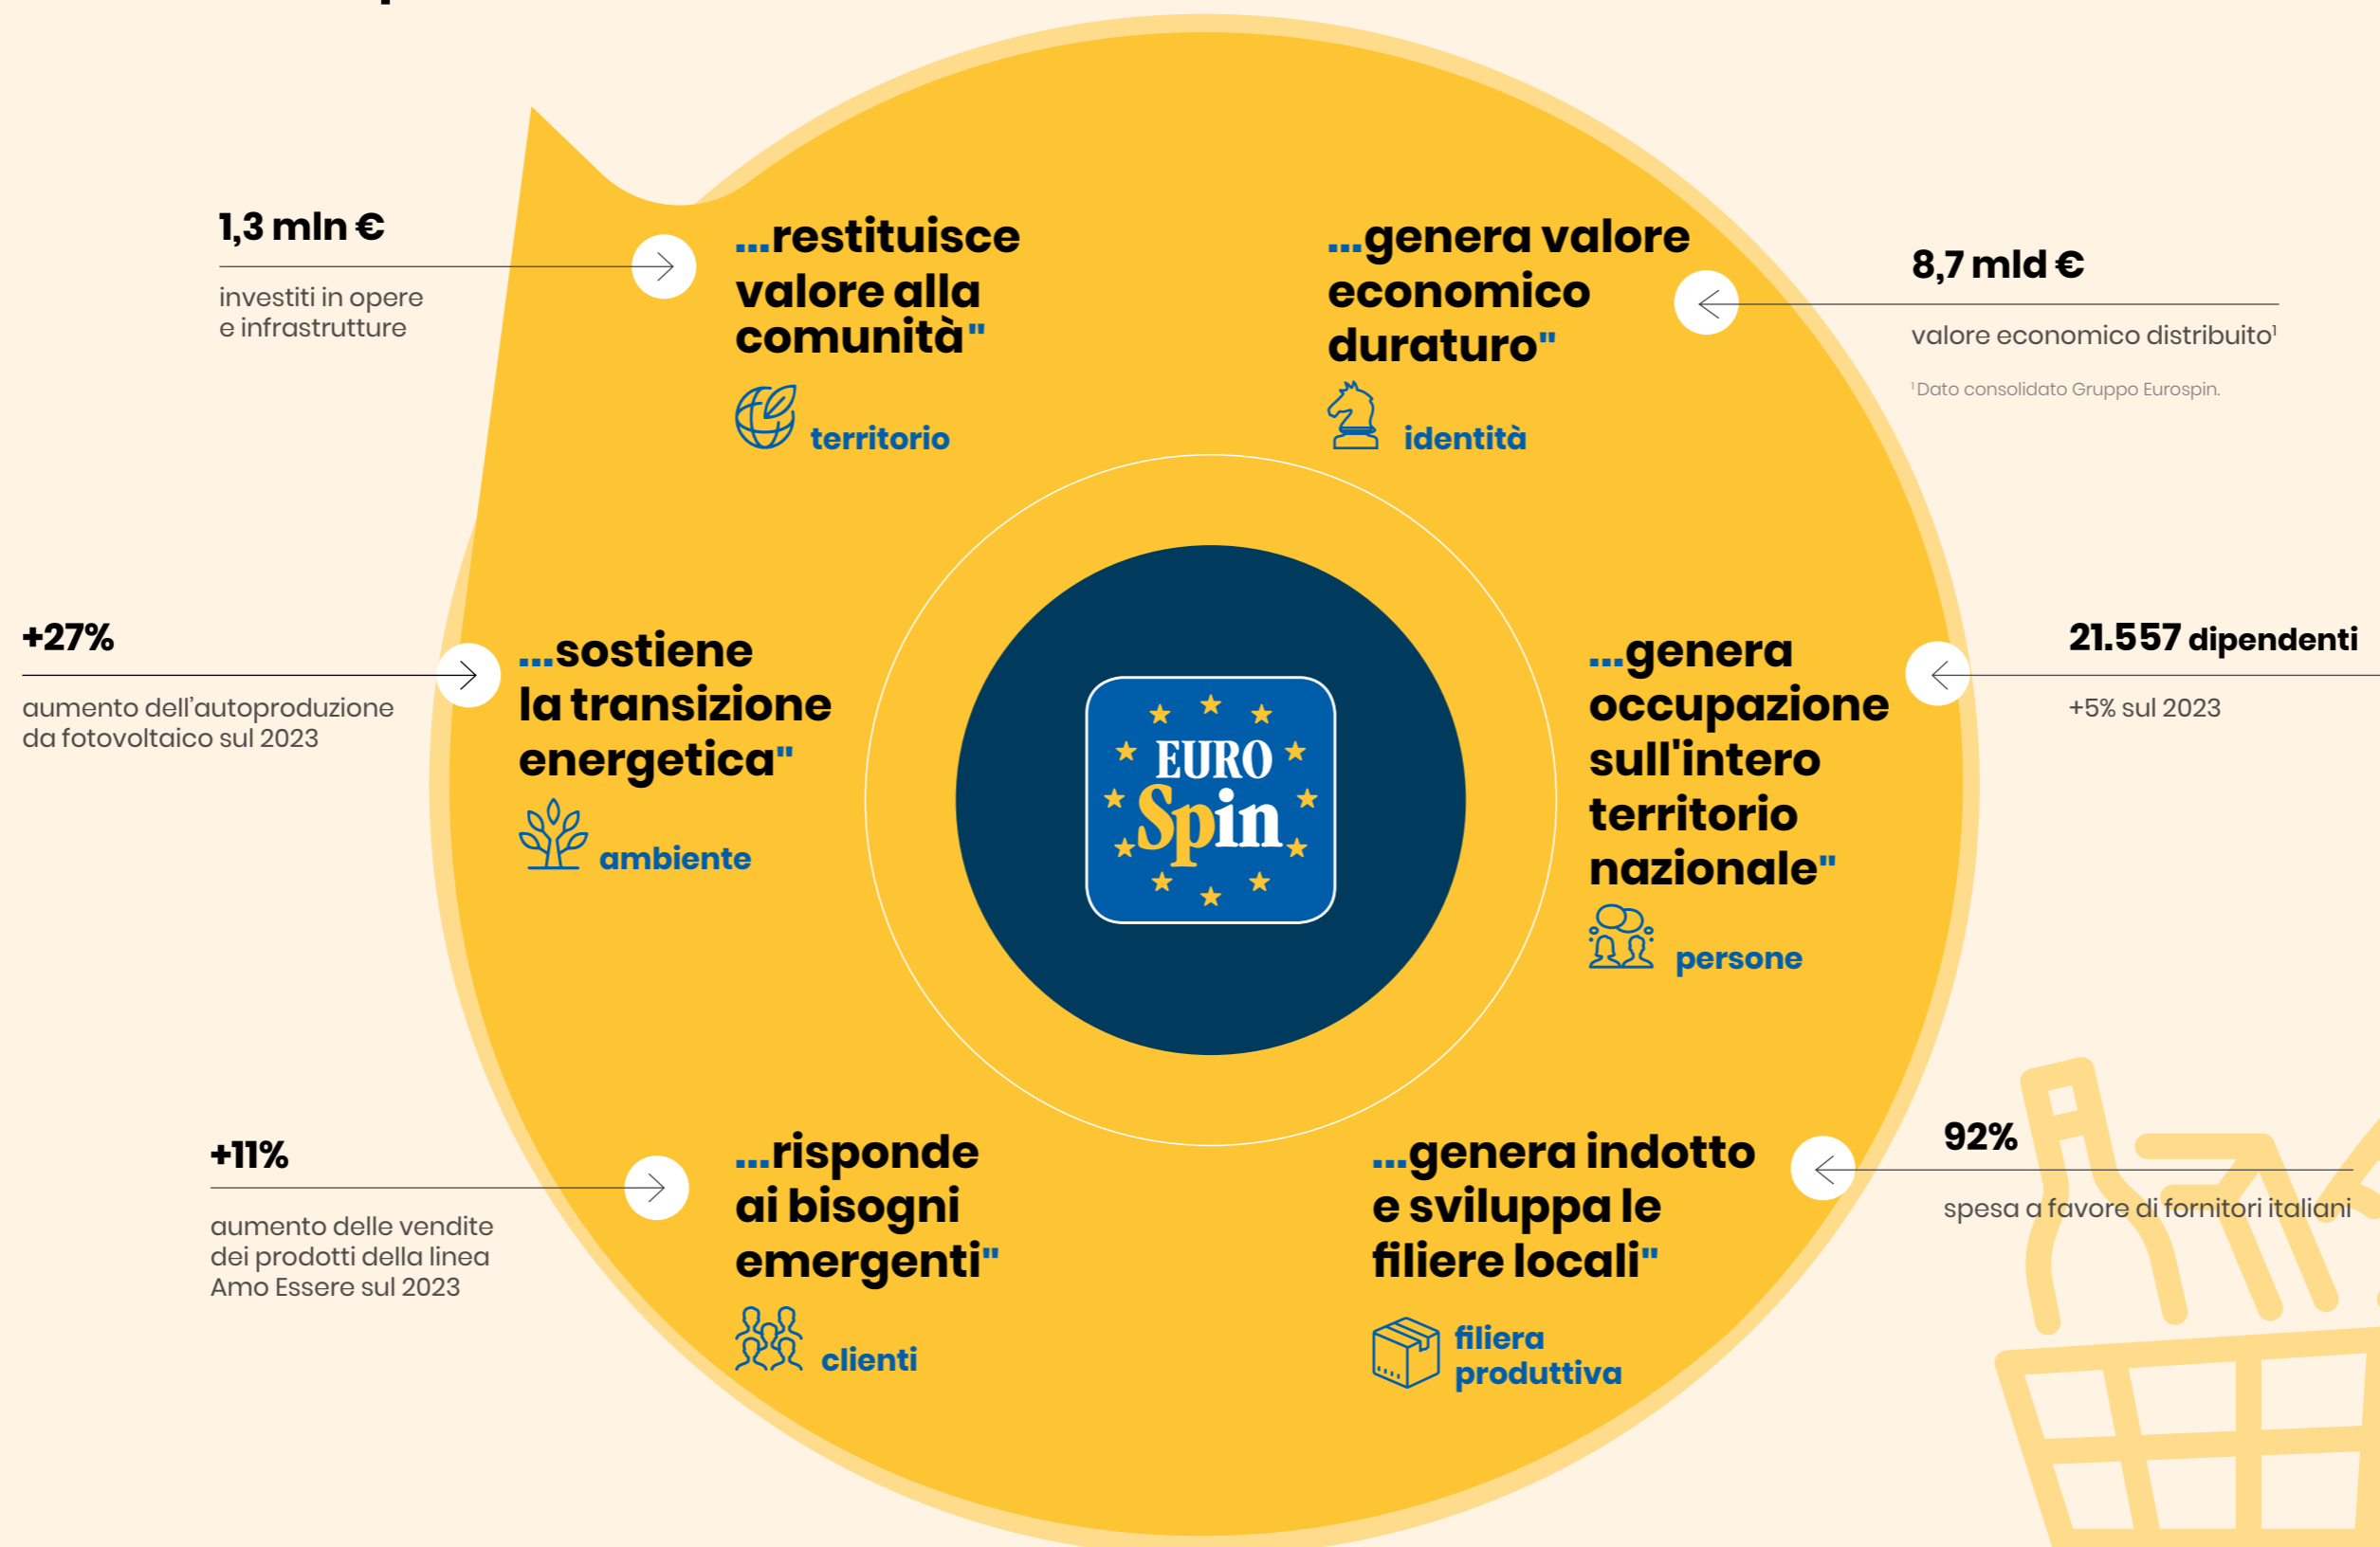 1,3 mln €
investiti in opere
e infrastrutture
...restituisce
valore alla
comunità"
territorio
...genera valore
economico
duraturo"
identità
8,7 mld €
valore economico distribuito¹
¹ Dato consolidato Gruppo Eurospin.
+27%
aumento dell'autoproduzione
da fotovoltaico sul 2023
...sostiene
la transizione
energetica"
ambiente
EURO
Spin
...genera
occupazione
sull'intero
territorio
nazionale"
persone
21.557 dipendenti
+5% sul 2023
+11%
aumento delle vendite
dei prodotti della linea
Amo Essere sul 2023
...risponde
ai bisogni
emergenti"
clienti
...genera indotto
e sviluppa le
filiere locali"
filiera
produttiva
92%
spesa a favore di fornitori italiani